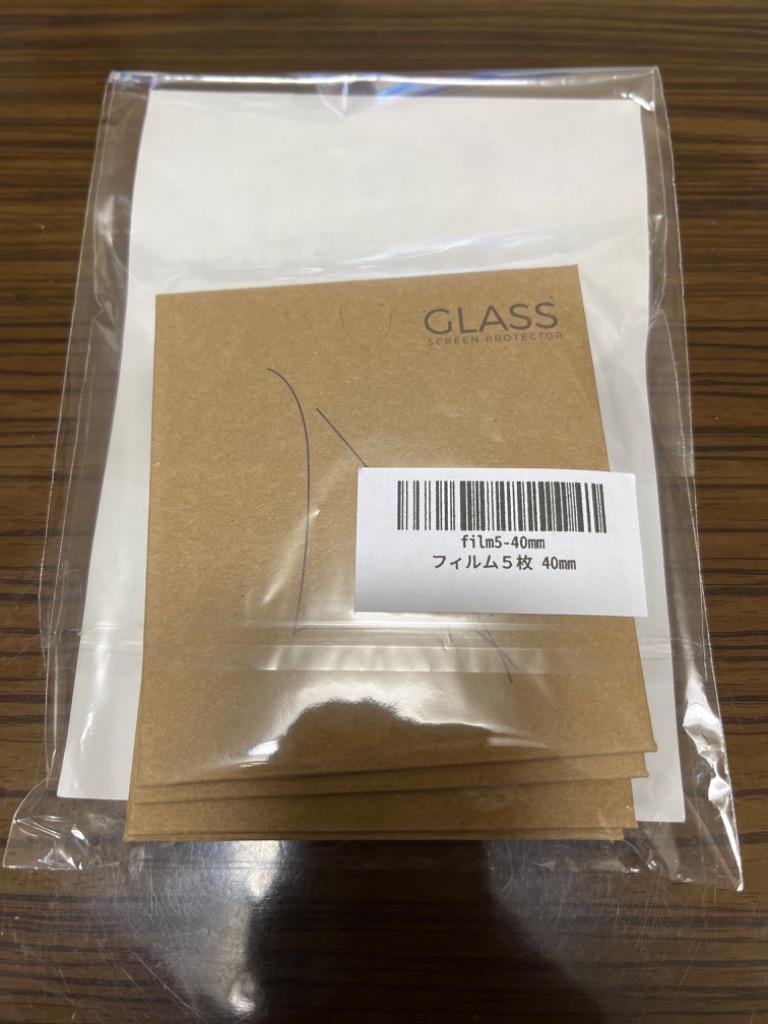 GLASS
SCREEN PROTECTOR
film5-40mm
フィルム5枚 40mm